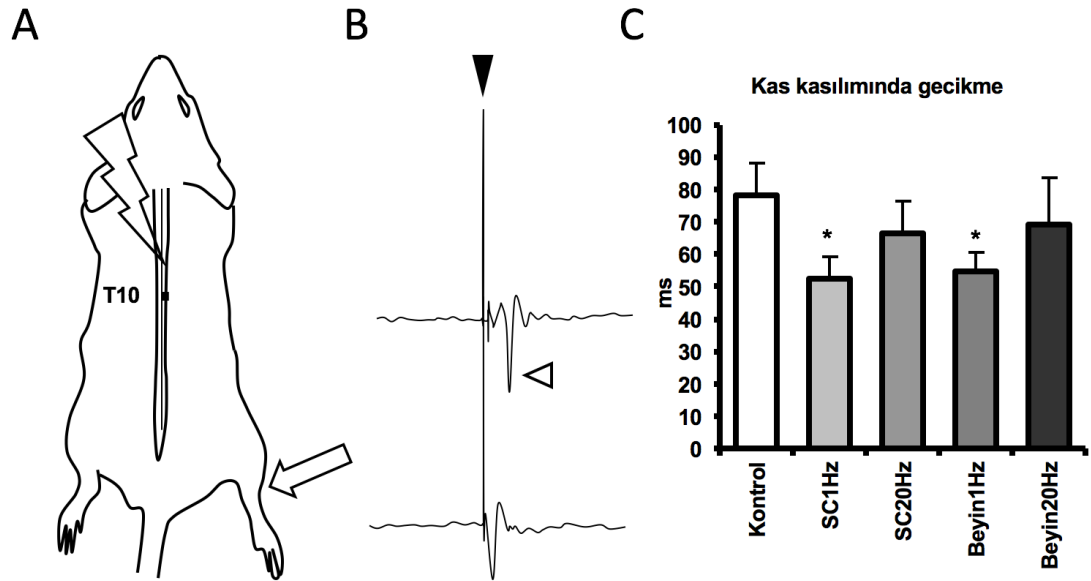 A
B
C
T10
Kas kasılımında gecikme
ms
100
90
80
70
60
50
40
30
20
10
0
*
*
Kontrol
SC1Hz
SC20Hz
Beyin1Hz
Beyin20Hz